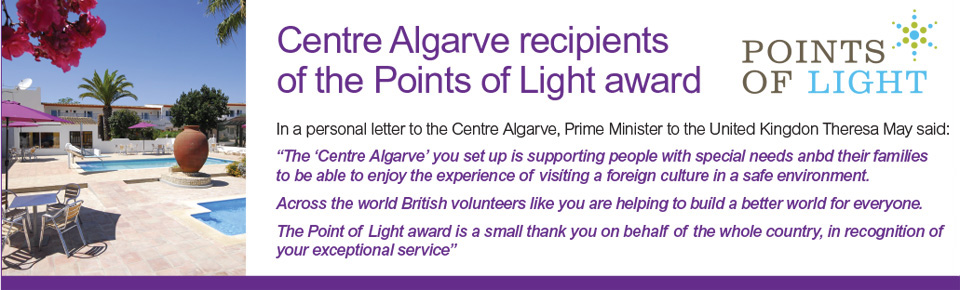 Centre Algarve recipients
of the Points of Light award
POINTS
OF LIGHT
In a personal letter to the Centre Algarve, Prime Minister to the United Kingdon Theresa May said:
“The ‘Centre Algarve’ you set up is supporting people with special needs anbd their families
to be able to enjoy the experience of visiting a foreign culture in a safe environment.
Across the world British volunteers like you are helping to build a better world for everyone.
The Point of Light award is a small thank you on behalf of the whole country, in recognition of
your exceptional service”